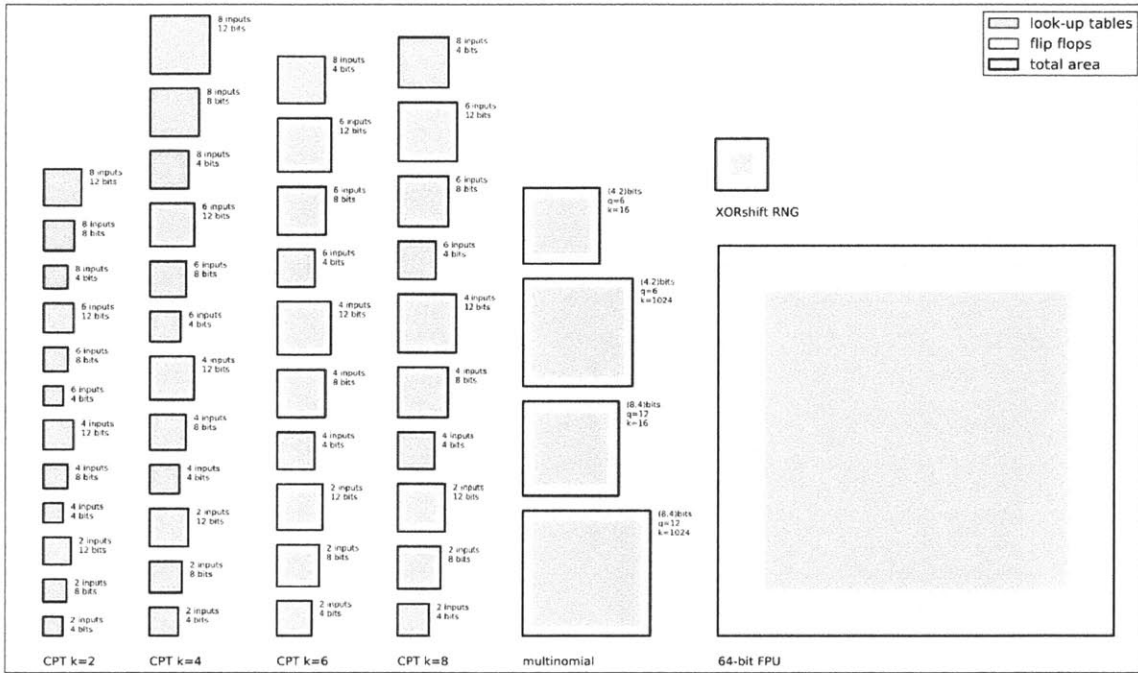 look-up tables
flip flops
total area
8 inputs
12 bits
8 inputs
8 bits
8 inputs
4 bits
6 inputs
12 bits
6 inputs
8 bits
6 inputs
4 bits
4 inputs
12 bits
4 inputs
8 bits
4 inputs
4 bits
2 inputs
12 bits
2 inputs
8 bits
2 inputs
4 bits
CPT k=2
8 inputs
12 bits
8 inputs
8 bits
8 inputs
4 bits
6 inputs
12 bits
6 inputs
8 bits
6 inputs
4 bits
4 inputs
12 bits
4 inputs
8 bits
4 inputs
4 bits
2 inputs
12 bits
2 inputs
8 bits
2 inputs
4 bits
CPT k=4
8 inputs
4 bits
6 inputs
12 bits
6 inputs
8 bits
6 inputs
4 bits
4 inputs
12 bits
4 inputs
8 bits
4 inputs
4 bits
2 inputs
12 bits
2 inputs
8 bits
2 inputs
4 bits
CPT k=6
8 inputs
4 bits
6 inputs
12 bits
6 inputs
8 bits
6 inputs
4 bits
4 inputs
12 bits
4 inputs
8 bits
4 inputs
4 bits
2 inputs
12 bits
2 inputs
8 bits
2 inputs
4 bits
CPT k=8
(4.2)bits
q=6
k=16
(4.2)bits
q=6
k=1024
(8.4)bits
q=12
k=16
(8.4)bits
q=12
k=1024
multinomial
XORshift RNG
64-bit FPU